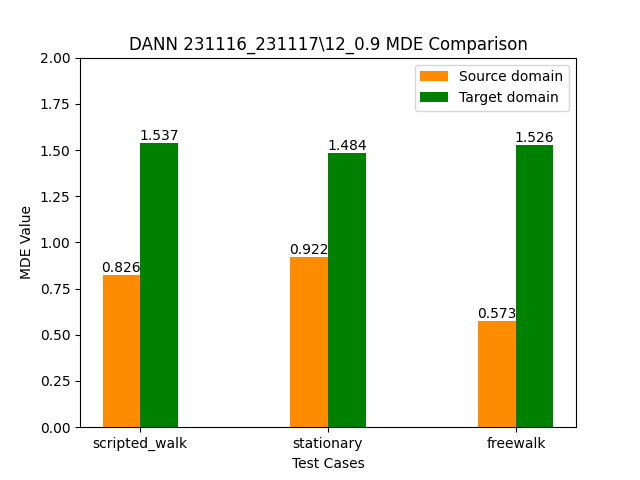 DANN 231116_231117\12_0.9 MDE Comparison
Source domain
Target domain
2.00
1.75
1.50
1.25
1.00
0.75
0.50
0.25
0.00
MDE Value
0.826
1.537
0.922
1.484
0.573
1.526
scripted_walk
stationary
freewalk
Test Cases